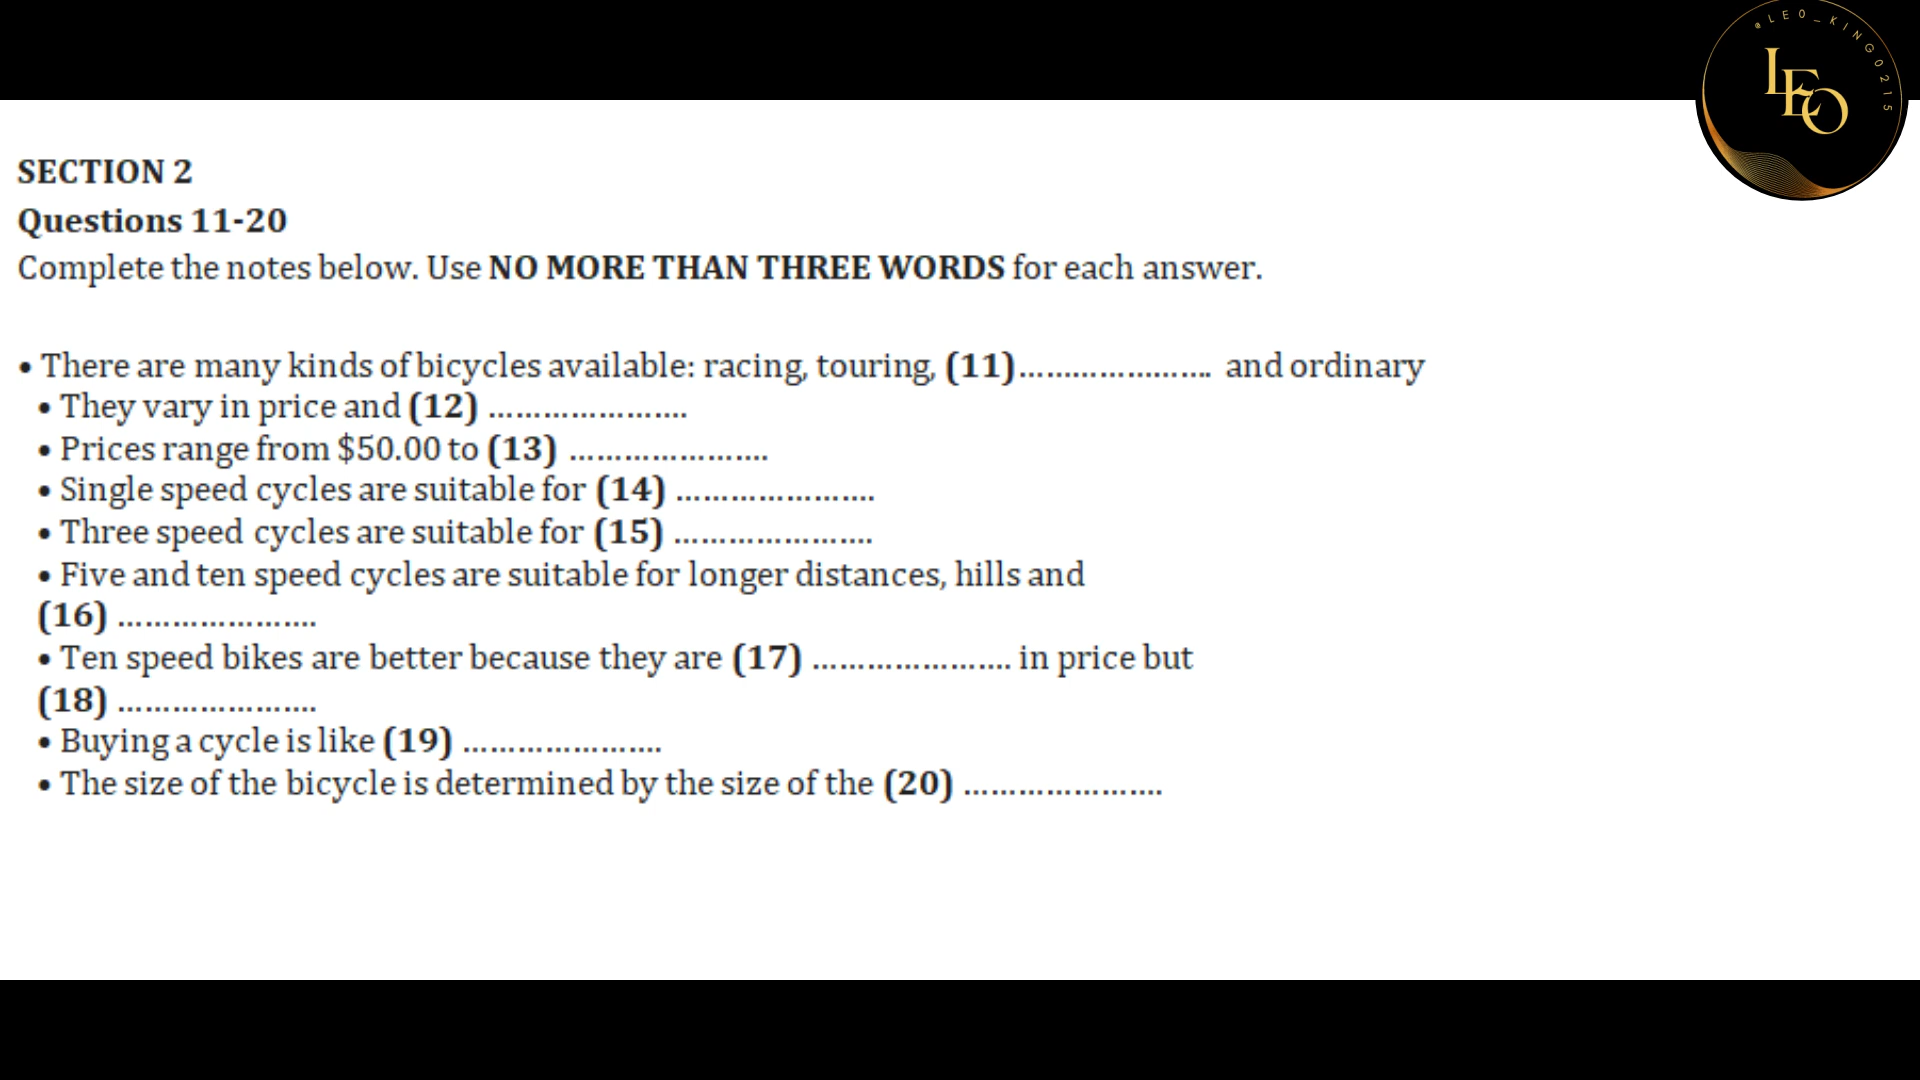 @LEO_KING0215
LEO
SECTION 2
Questions 11-20
Complete the notes below. Use NO MORE THAN THREE WORDS for each answer.
• There are many kinds of bicycles available: racing, touring, (11)………………… and ordinary
• They vary in price and (12) ………………….
• Prices range from $50.00 to (13) ………………….
• Single speed cycles are suitable for (14) ………………….
• Three speed cycles are suitable for (15) ………………….
• Five and ten speed cycles are suitable for longer distances, hills and
(16) ………………….
• Ten speed bikes are better because they are (17) …………………. in price but
(18) ………………….
• Buying a cycle is like (19) ………………….
• The size of the bicycle is determined by the size of the (20) ………………….